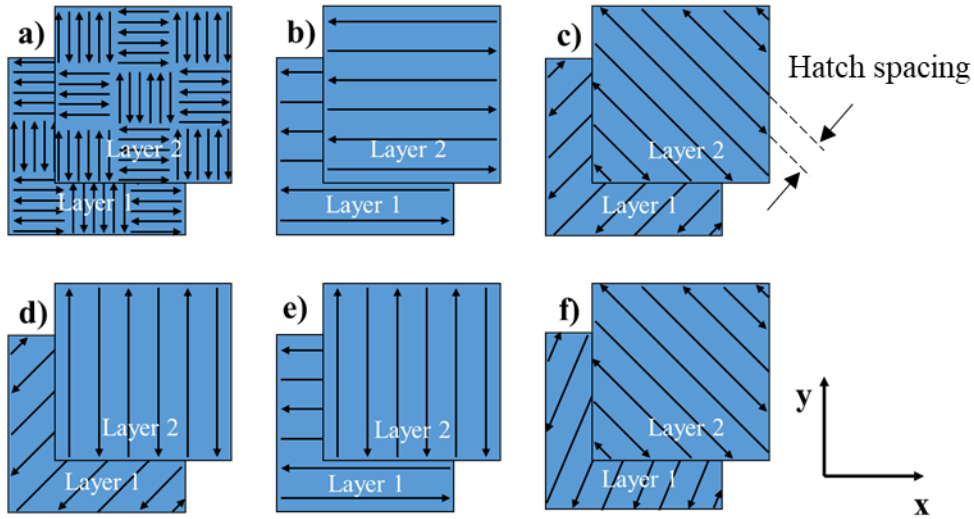 a)
Layer 2
Layer 1
b)
Layer 2
Layer 1
c)
Layer 2
Layer 1
Hatch spacing
d)
Layer 2
Layer 1
e)
Layer 2
Layer 1
f)
Layer 2
Layer 1
y
x